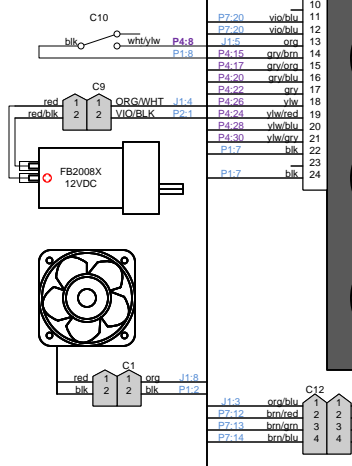 10
P7:20 vio/blu 11
P7:20 vio/blu 12
C10
blk wht/ylw P4:8 J1:5 org 13
P1:8 P4:15 gry/brn 14
P4:17 gry/org 15
P4:20 gry/blu 16
P4:22 gry 17
C9
red 1 1 ORG/WHT J1:4 P4:26 ylw 18
red/blk 2 2 VIO/BLK P2:1 P4:24 ylw/red 19
P4:28 ylw/blu 20
P4:30 ylw/gry 21
P1:7 blk 22
23
P1:7 blk 24
FB2008X
12VDC
C1
red 1 1 org J1:8
blk 2 2 blk P1:2
C12
J1:3 org/blu 1 1
P7:12 brn/red 2 2
P7:13 brn/grn 3 3
P7:14 brn/blu 4 4